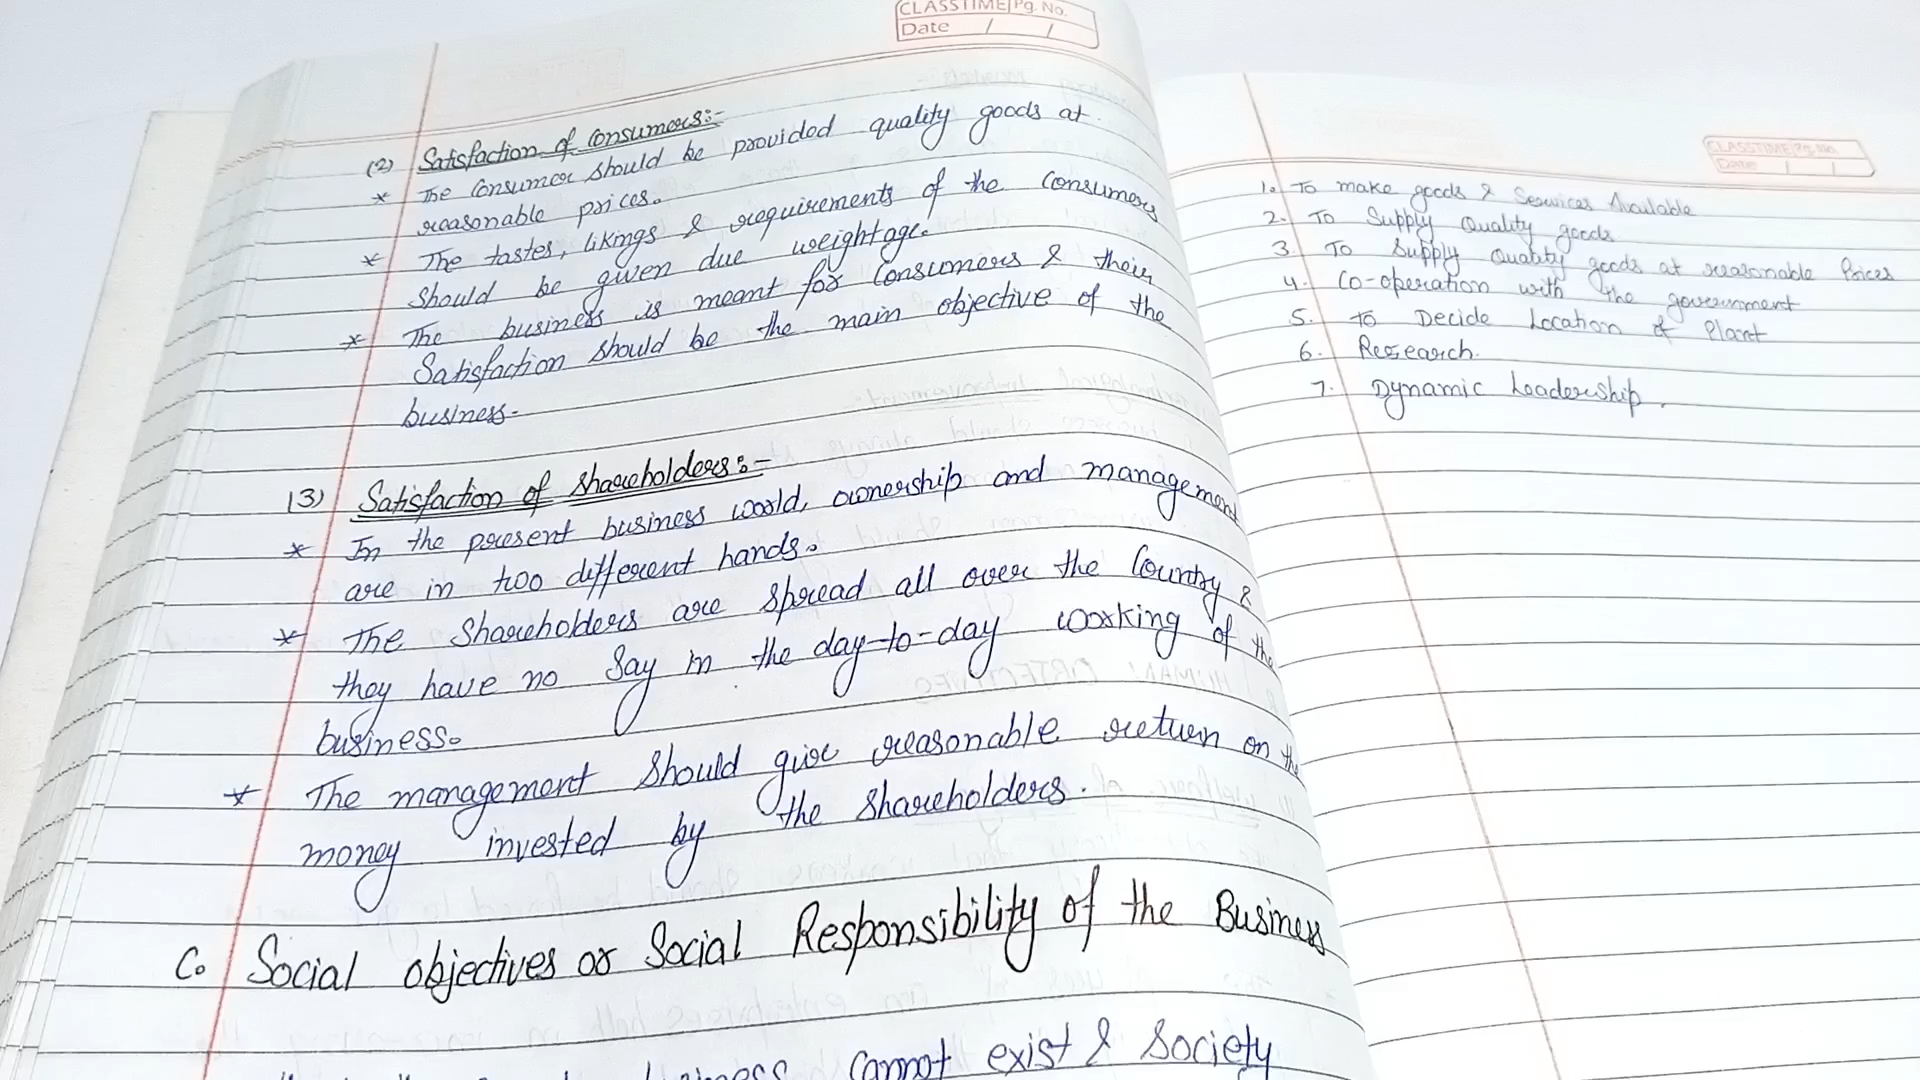 CLASSTIME Pg. No.
Date / /
(2) Satisfaction of Consumers:-
* The Consumer should be provided quality goods at
reasonable prices.
* The tastes, likings & requirements of the Consumers
should be given due weightage.
* The business is meant for Consumers & their
Satisfaction should be the main objective of the
business.
(3) Satisfaction of Shareholders:-
* In the present business world, ownership and management
are in two different hands.
* The Shareholders are spread all over the Country &
they have no say in the day-to-day working of the
business.
* The management should give reasonable return on the
money invested by the Shareholders.
C. Social objectives or Social Responsibility of the Business
cannot exist & Society
CLASSTIME Pg. No.
Date / /
1. To make goods & Services Available
2. To Supply Quality goods
3. To Supply Quality goods at reasonable Prices
4. Co-operation with the government
5. To Decide Location of Plant
6. Research.
7. Dynamic Leadership.